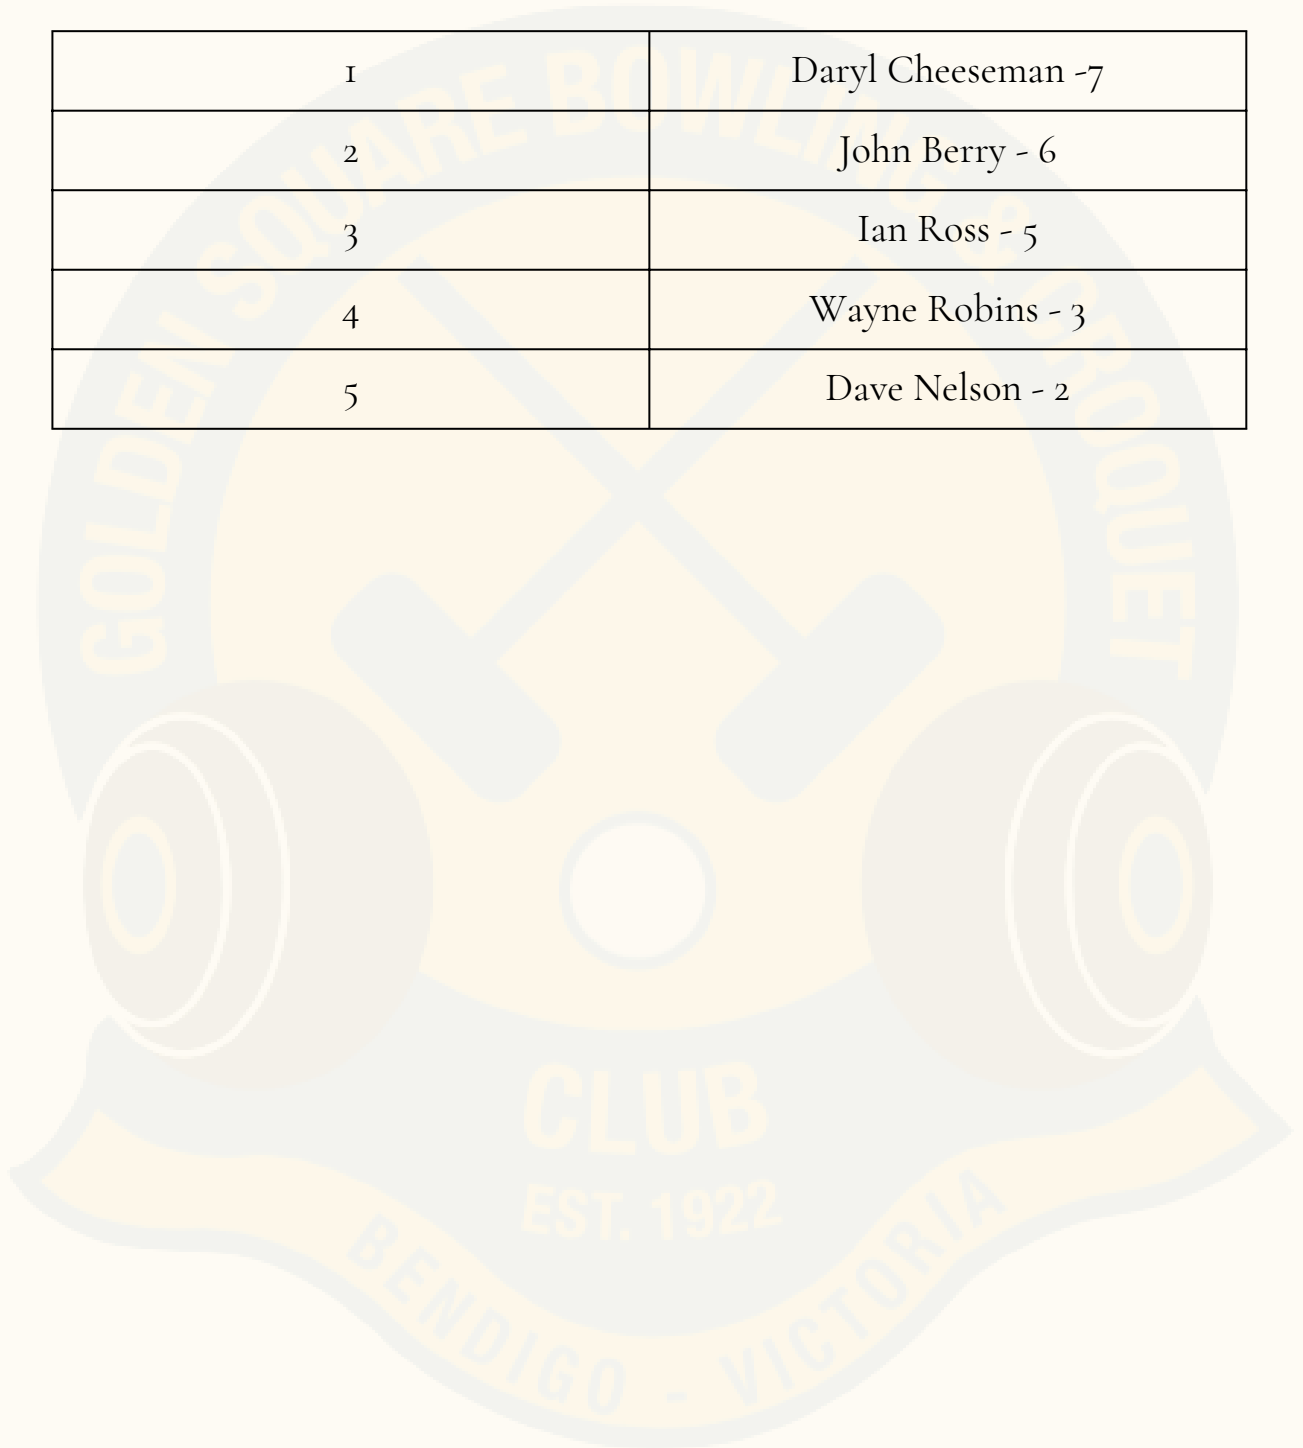 1 Daryl Cheeseman -7
2 John Berry - 6
3 Ian Ross - 5
4 Wayne Robins - 3
5 Dave Nelson - 2
GOLDEN SQUARE BOWLING & CROQUET
CLUB
EST. 1922
BENDIGO - VICTORIA